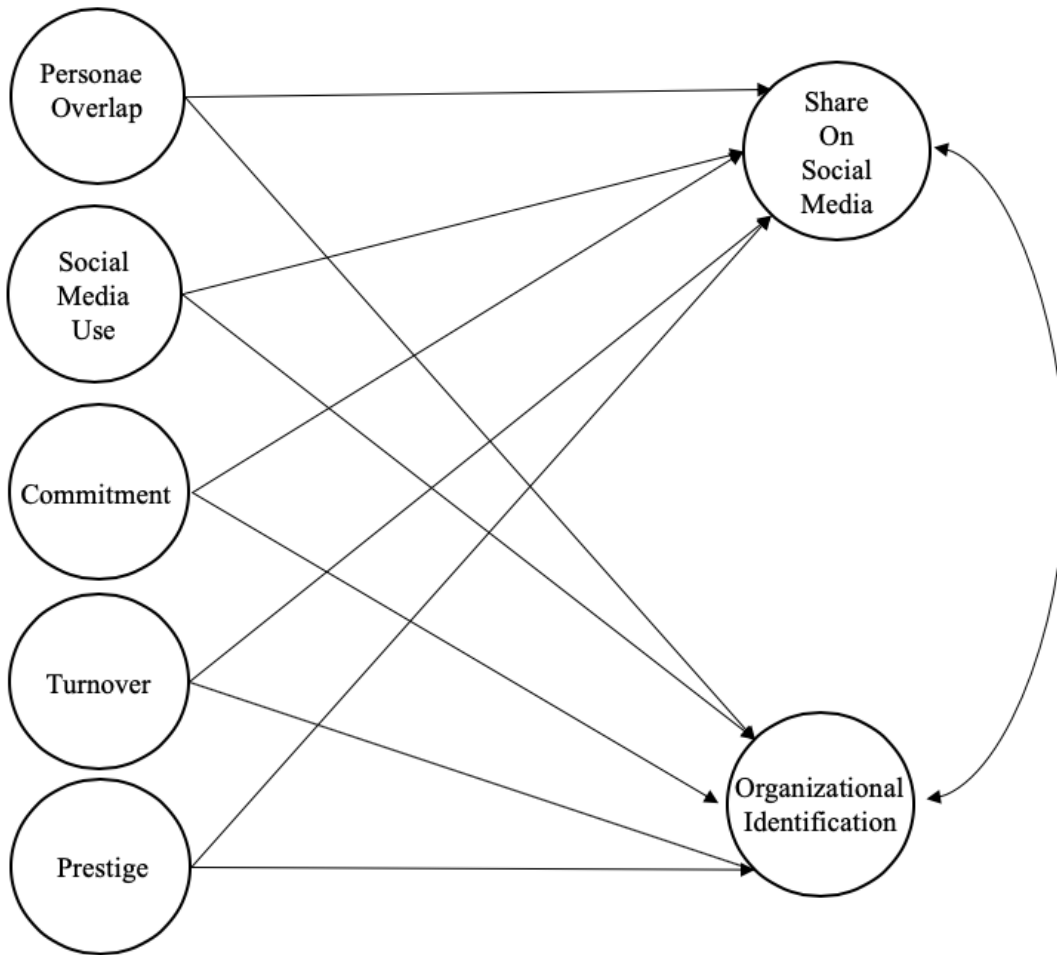 Personae
Overlap
Social
Media
Use
Commitment
Turnover
Prestige
Share
On
Social
Media
Organizational
Identification